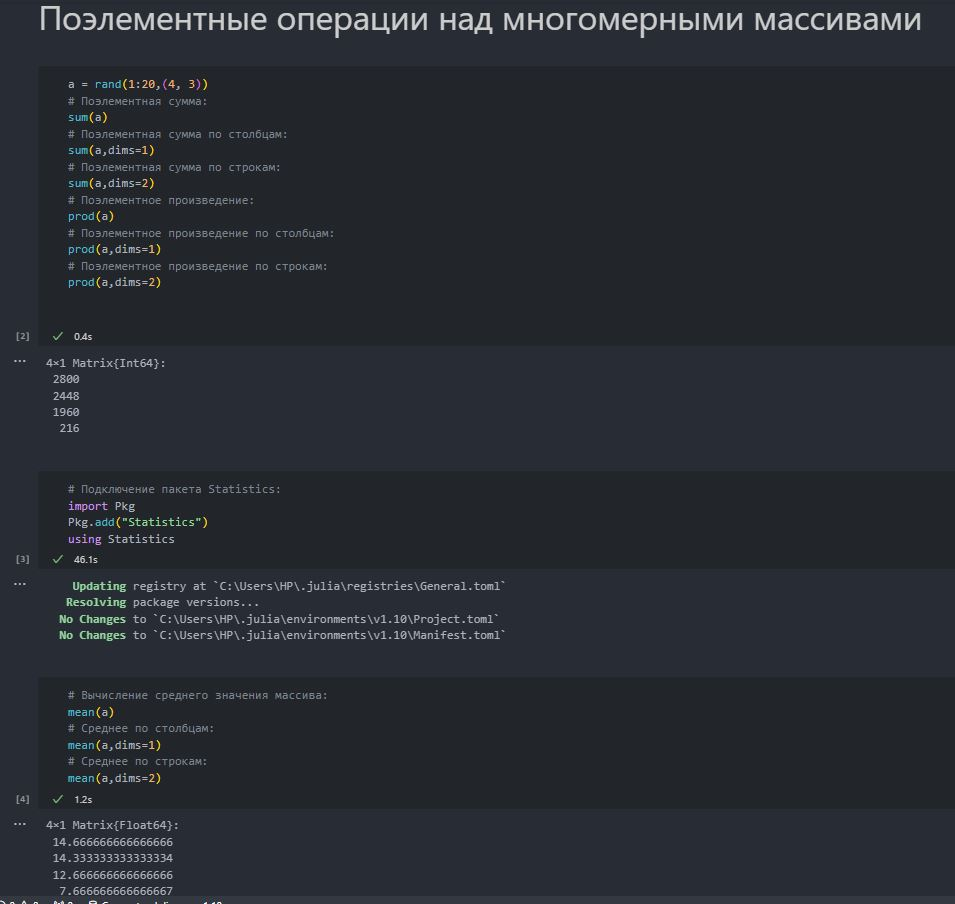 Поэлементные операции над многомерными массивами
a = rand(1:20,(4, 3))
# Поэлементная сумма:
sum(a)
# Поэлементная сумма по столбцам:
sum(a,dims=1)
# Поэлементная сумма по строкам:
sum(a,dims=2)
# Поэлементное произведение:
prod(a)
# Поэлементное произведение по столбцам:
prod(a,dims=1)
# Поэлементное произведение по строкам:
prod(a,dims=2)
[2] ✓ 0.4s
... 4×1 Matrix{Int64}:
2800
2448
1960
216
# Подключение пакета Statistics:
import Pkg
Pkg.add("Statistics")
using Statistics
[3] ✓ 46.1s
... Updating registry at `C:\Users\HP\.julia\registries\General.toml`
Resolving package versions...
No Changes to `C:\Users\HP\.julia\environments\v1.10\Project.toml`
No Changes to `C:\Users\HP\.julia\environments\v1.10\Manifest.toml`
# Вычисление среднего значения массива:
mean(a)
# Среднее по столбцам:
mean(a,dims=1)
# Среднее по строкам:
mean(a,dims=2)
[4] ✓ 1.2s
... 4×1 Matrix{Float64}:
14.666666666666666
14.333333333333334
12.666666666666666
7.666666666666667